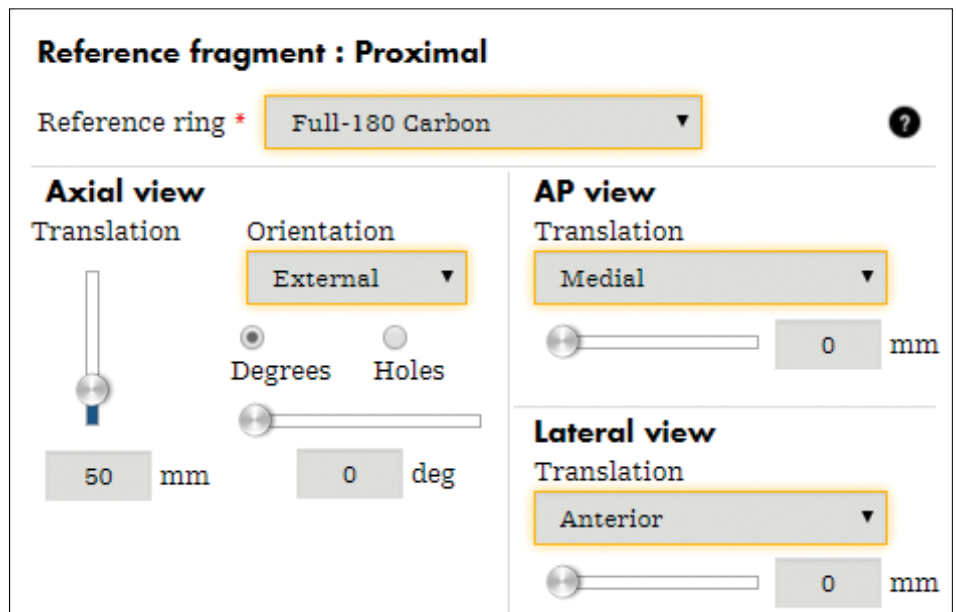 Reference fragment : Proximal
Reference ring * Full-180 Carbon ▼ ?
Axial view
Translation Orientation
External ▼
Degrees Holes
50 mm 0 deg
AP view
Translation
Medial ▼
0 mm
Lateral view
Translation
Anterior ▼
0 mm